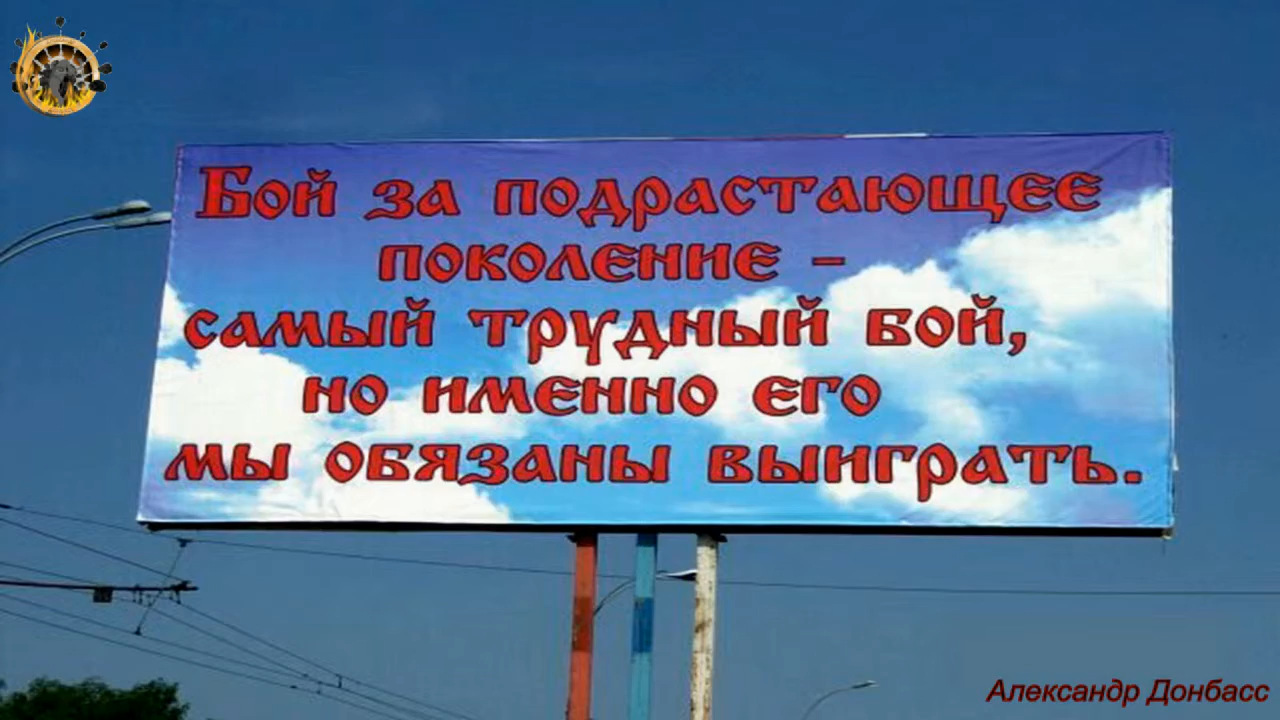 Бой за подрастающее
поколение –
самый трудный бой,
но именно его
мы обязаны выиграть.
Александр Донбасс